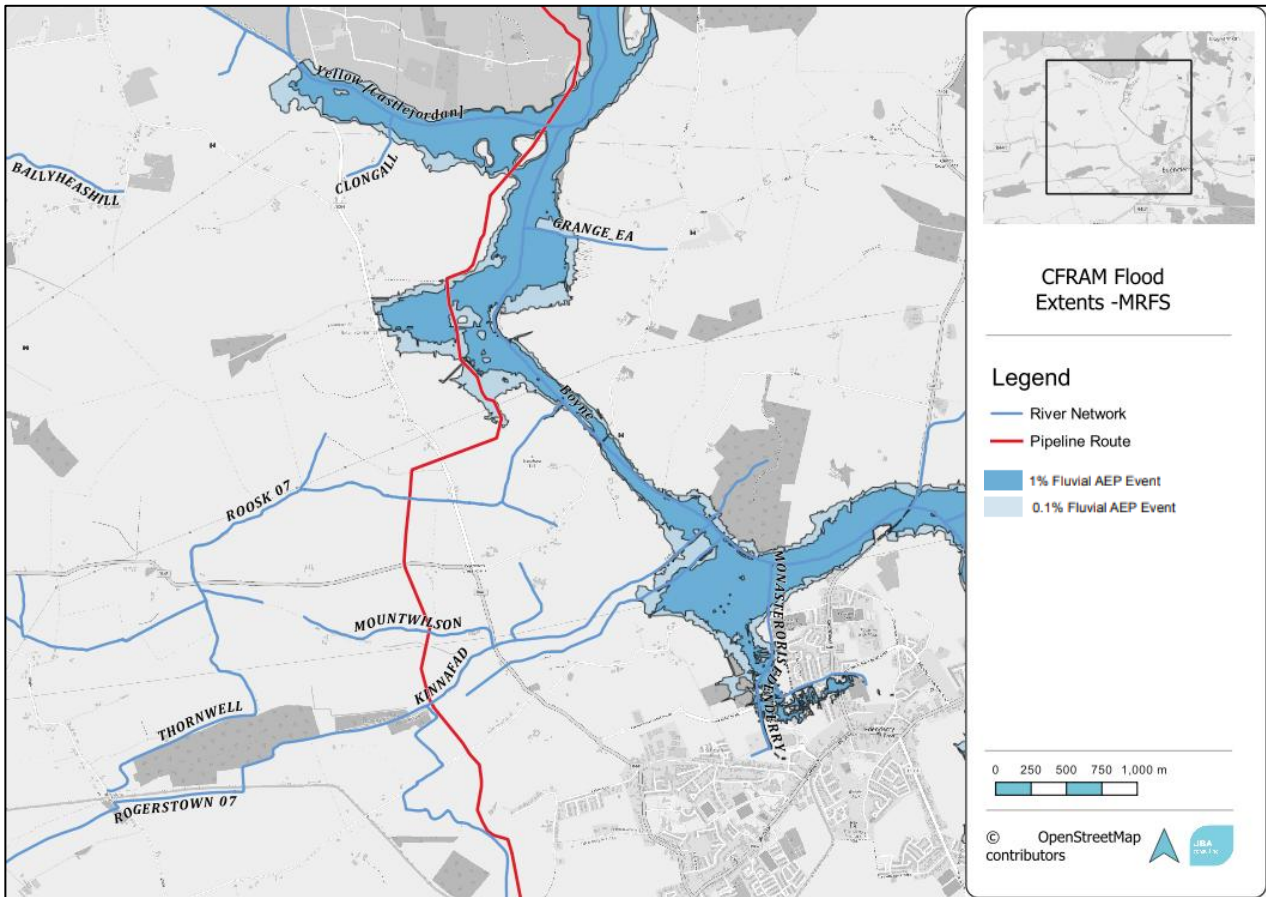 Yellow [Castlejordan]
CLONGALL
BALLYHEASHILL
GRANGE_EA
Boyne
ROOSK 07
MOUNTWILSON
KINNAFAD
MONASTERORIS
EDENDERRY
THORNWELL
ROGERSTOWN 07
Edenderry
CFRAM Flood
Extents -MRFS
Legend
River Network
Pipeline Route
1% Fluvial AEP Event
0.1% Fluvial AEP Event
0 250 500 750 1,000 m
© OpenStreetMap
contributors
JBA